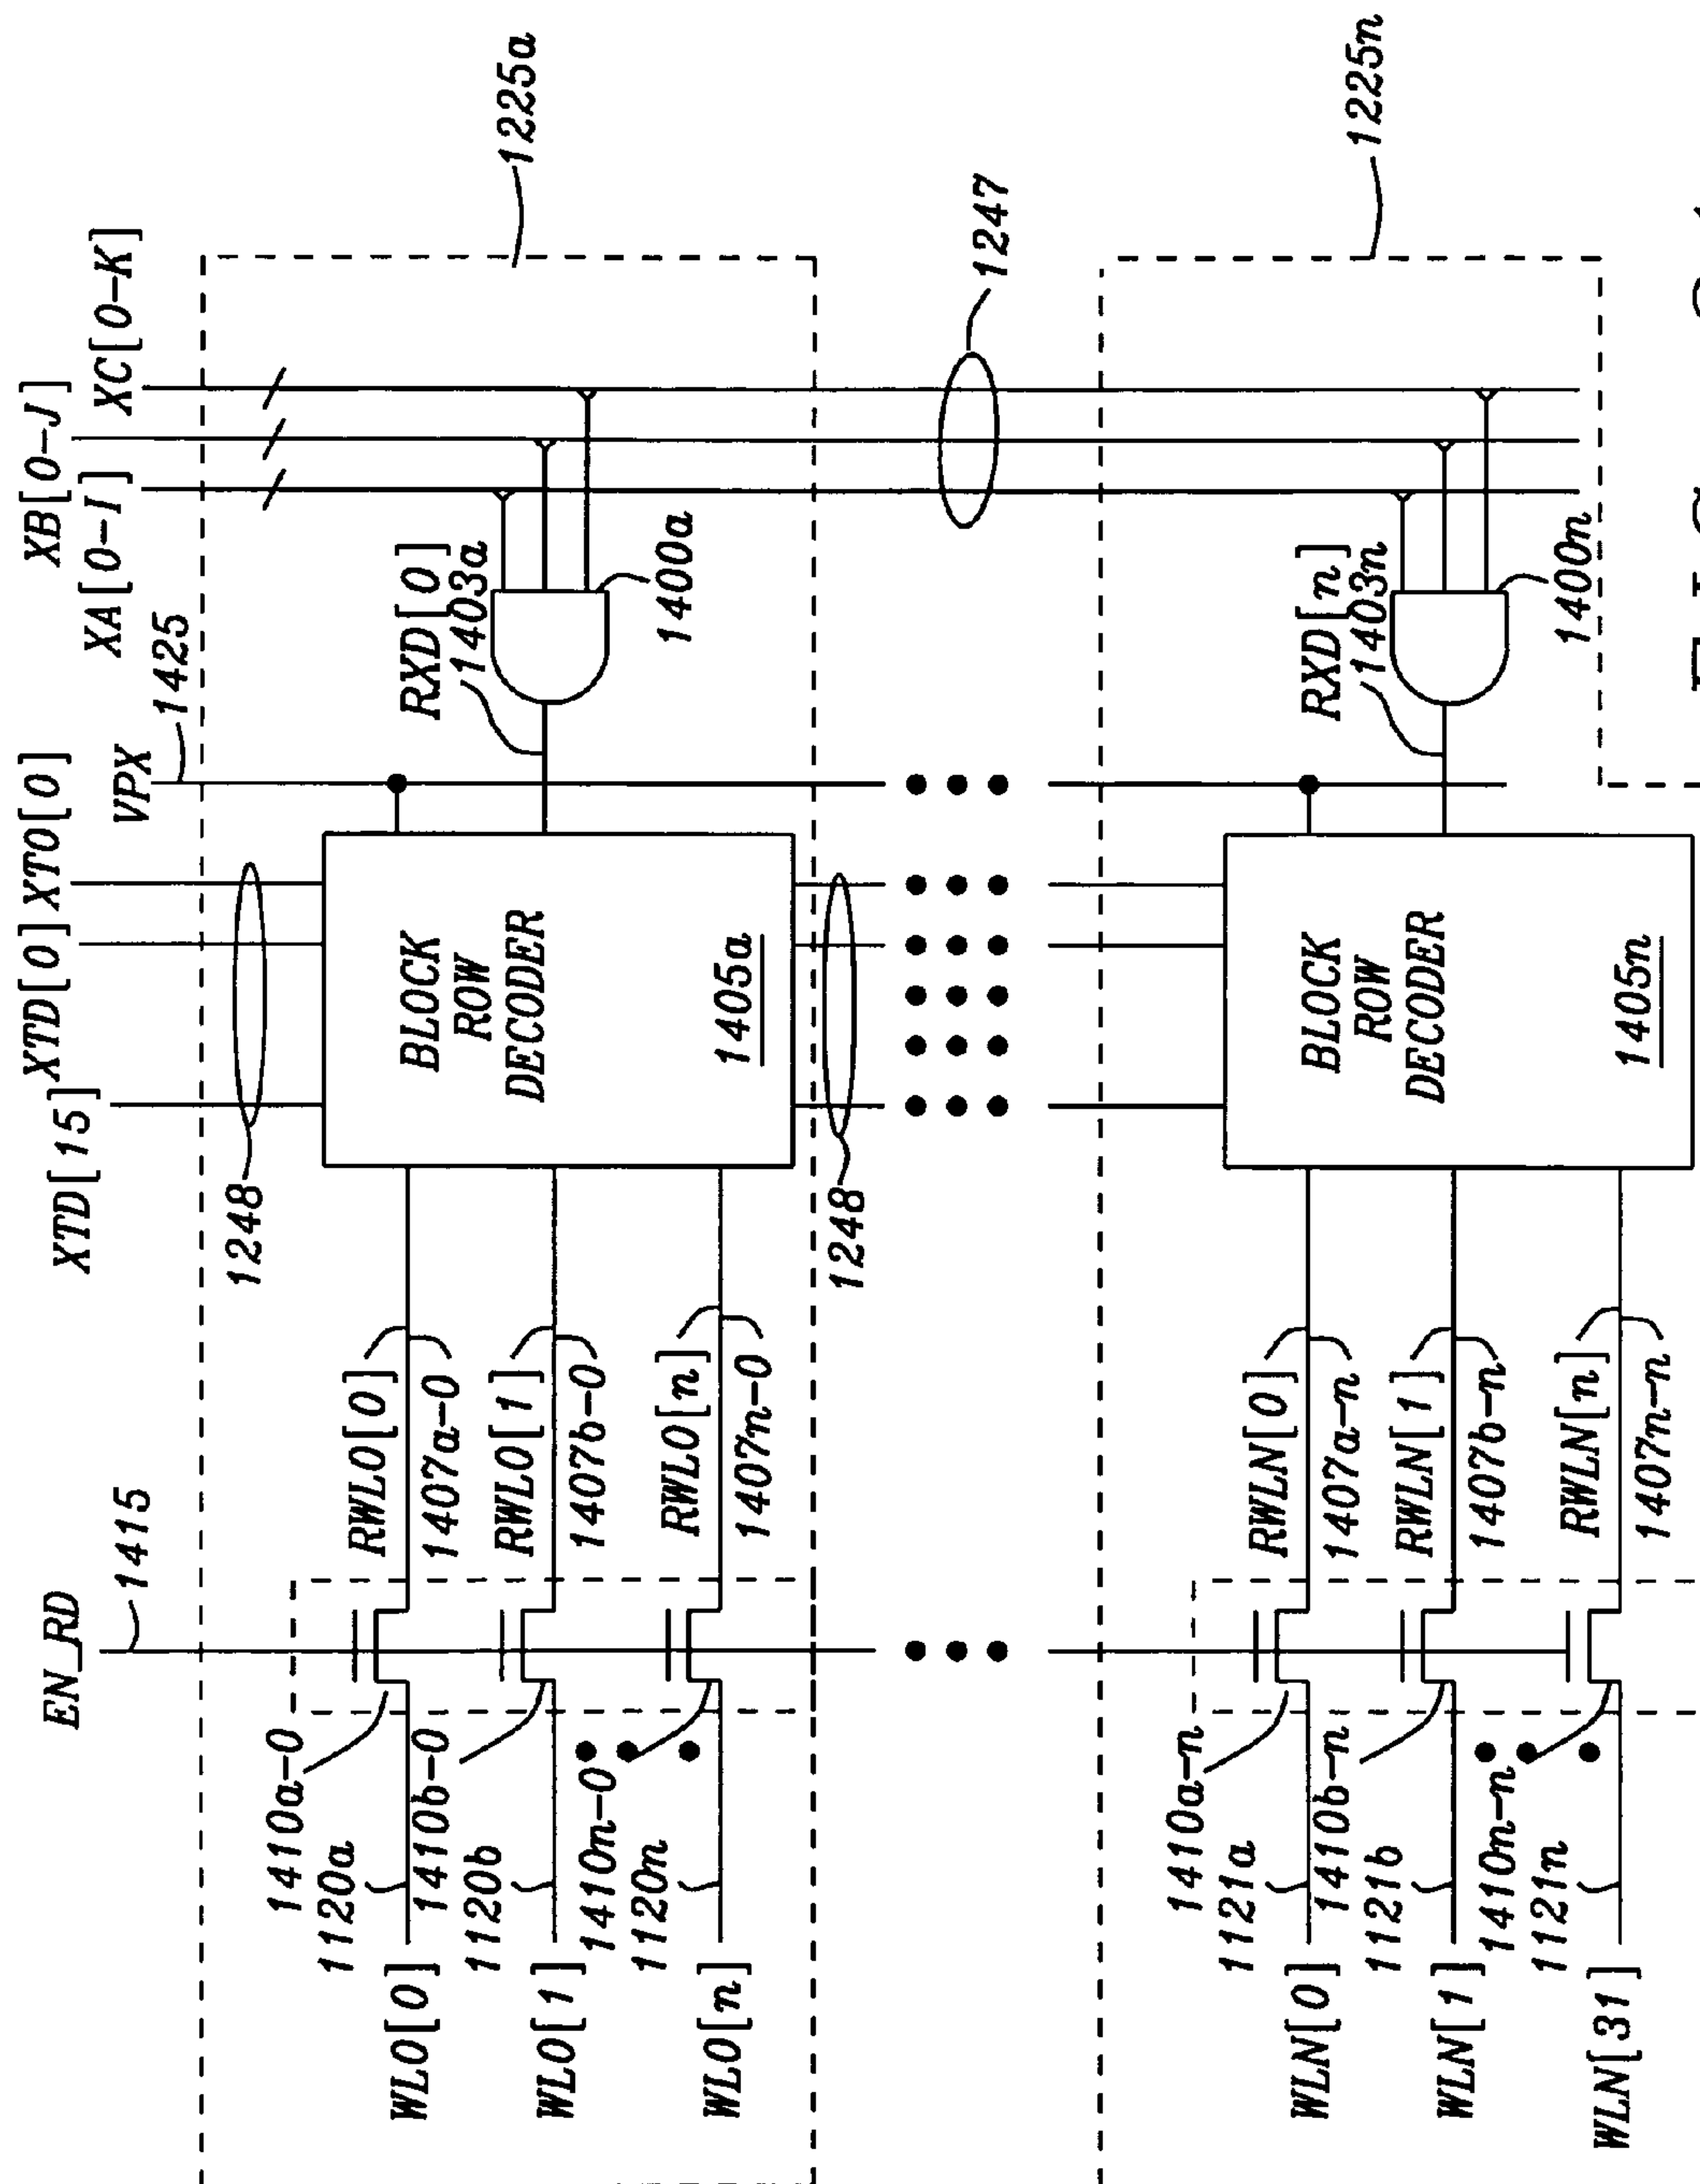 XB[0-J]
XC[0-K]
XA[0-I]
1425
VPX
XTD[0] XT0[0]
XTD[15]
EN_RD
1415
1225a
1225n
1247
1248
1248
RXD[0]
1403a
1400a
RXD[n]
1403n
1400n
BLOCK
ROW
DECODER
1405a
BLOCK
ROW
DECODER
1405n
RWL0[0]
1407a-0
RWL0[1]
1407b-0
RWL0[n]
1407n-0
RWLN[0]
1407a-n
RWLN[1]
1407b-n
RWLN[n]
1407n-n
1410a-0
1120a
1410b-0
1120b
1410n-0
1120n
1410a-n
1121a
1410b-n
1121b
1410n-n
1121n
WL0[0]
WL0[1]
WL0[n]
WLN[0]
WLN[1]
WLN[31]